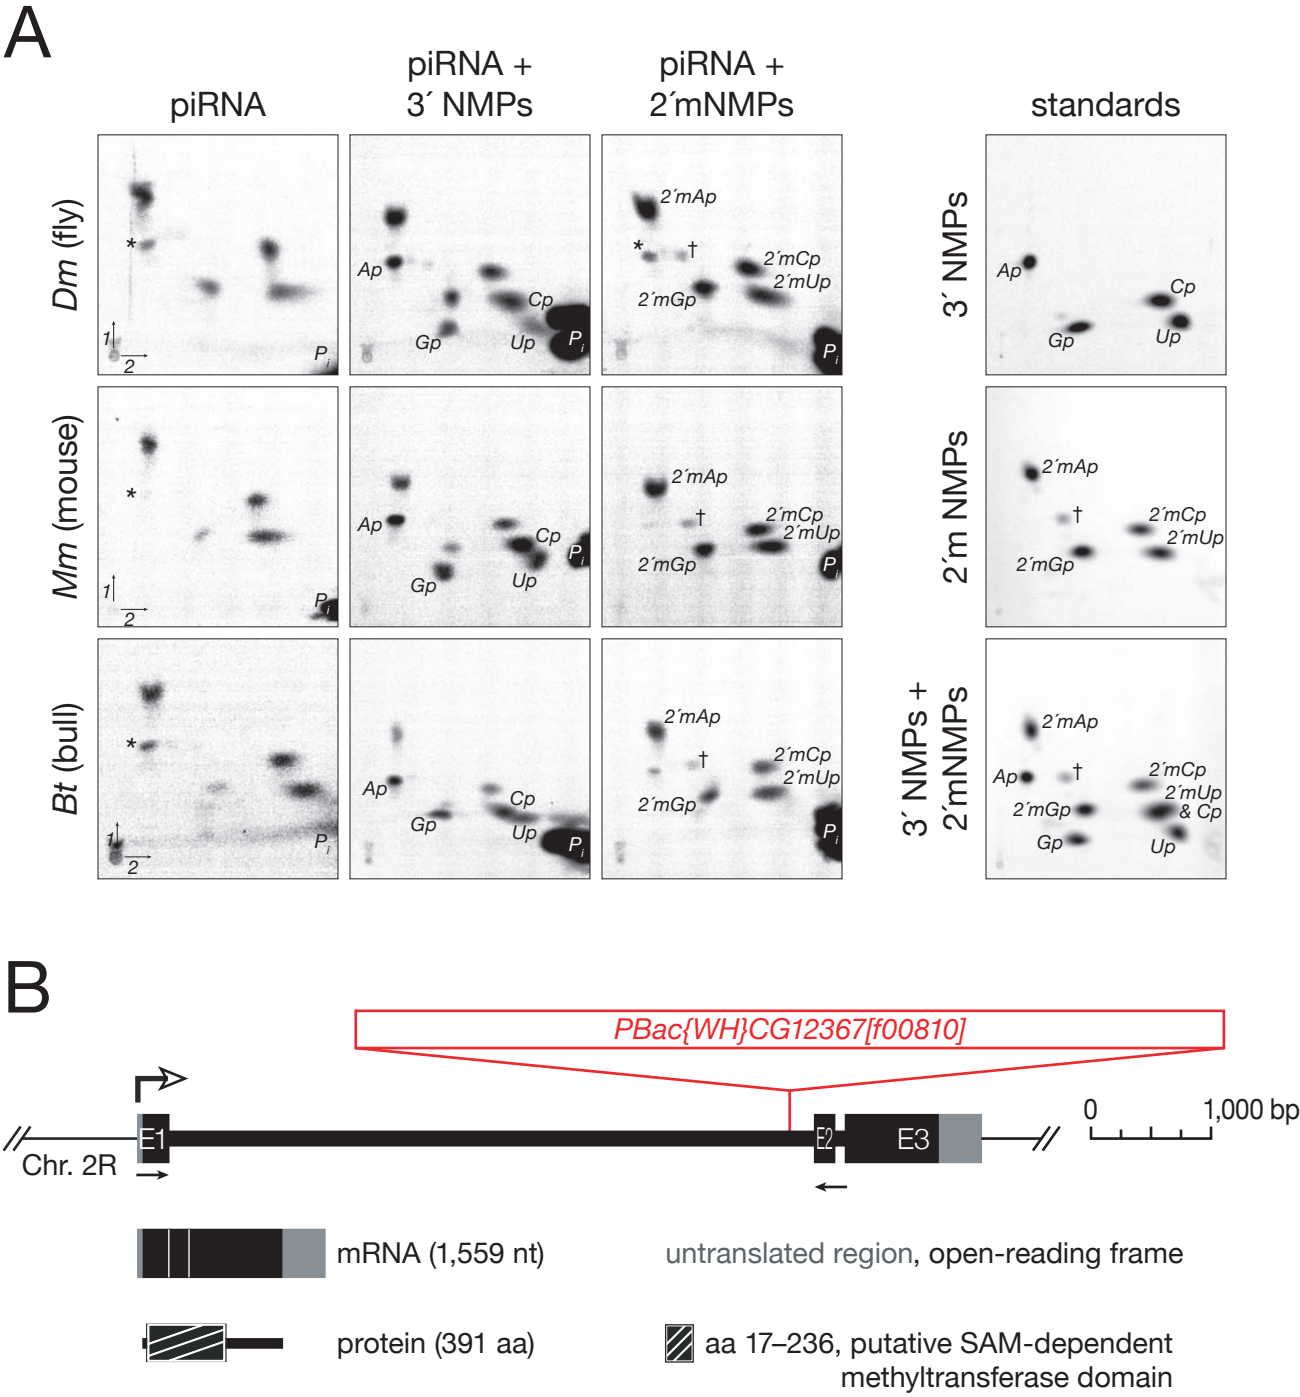 A
piRNA
piRNA +
3´ NMPs
piRNA +
2´mNMPs
standards
Dm (fly)
*
1
2
Pi
Ap
Gp
Cp
Up
Pi
2´mAp
*
†
2´mCp
2´mUp
2´mGp
Pi
3´ NMPs
Ap
Cp
Gp
Up
Mm (mouse)
*
1
2
Pi
Ap
Cp
Gp
Up
Pi
2´mAp
†
2´mCp
2´mUp
2´mGp
Pi
2´m NMPs
2´mAp
†
2´mCp
2´mUp
2´mGp
Bt (bull)
*
1
2
Pi
Ap
Cp
Gp
Up
Pi
2´mAp
†
2´mCp
2´mUp
2´mGp
Pi
3´ NMPs +
2´mNMPs
2´mAp
Ap
†
2´mCp
2´mGp
2´mUp
& Cp
Gp
Up
B
PBac{WH}CG12367[f00810]
0
1,000 bp
E1
E2
E3
Chr. 2R
mRNA (1,559 nt)
untranslated region, open-reading frame
protein (391 aa)
aa 17–236, putative SAM-dependent
methyltransferase domain